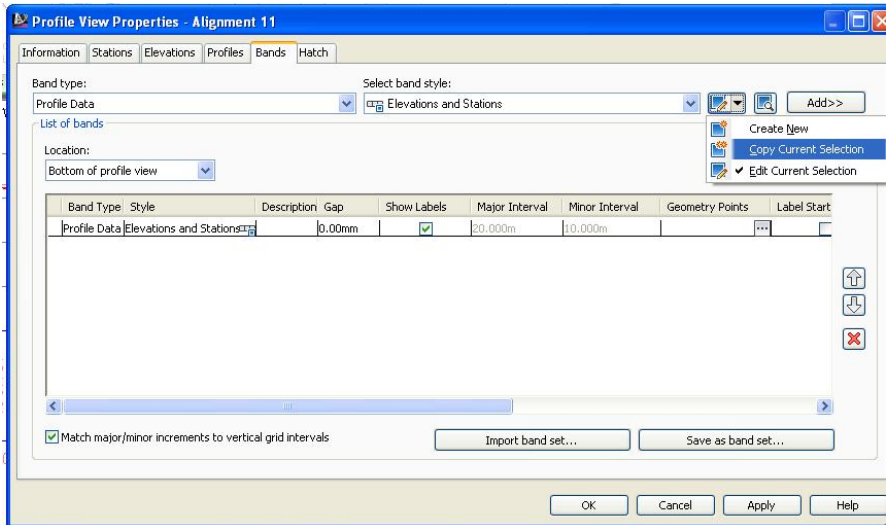 Profile View Properties - Alignment 11
Information Stations Elevations Profiles Bands Hatch
Band type: Select band style:
Profile Data Elevations and Stations Add>>
List of bands
Create New
Location: Copy Current Selection
Bottom of profile view Edit Current Selection
Band Type Style Description Gap Show Labels Major Interval Minor Interval Geometry Points Label Start
Profile Data Elevations and Stations 0.00mm 20.000m 10.000m ...
Match major/minor increments to vertical grid intervals Import band set... Save as band set...
OK Cancel Apply Help